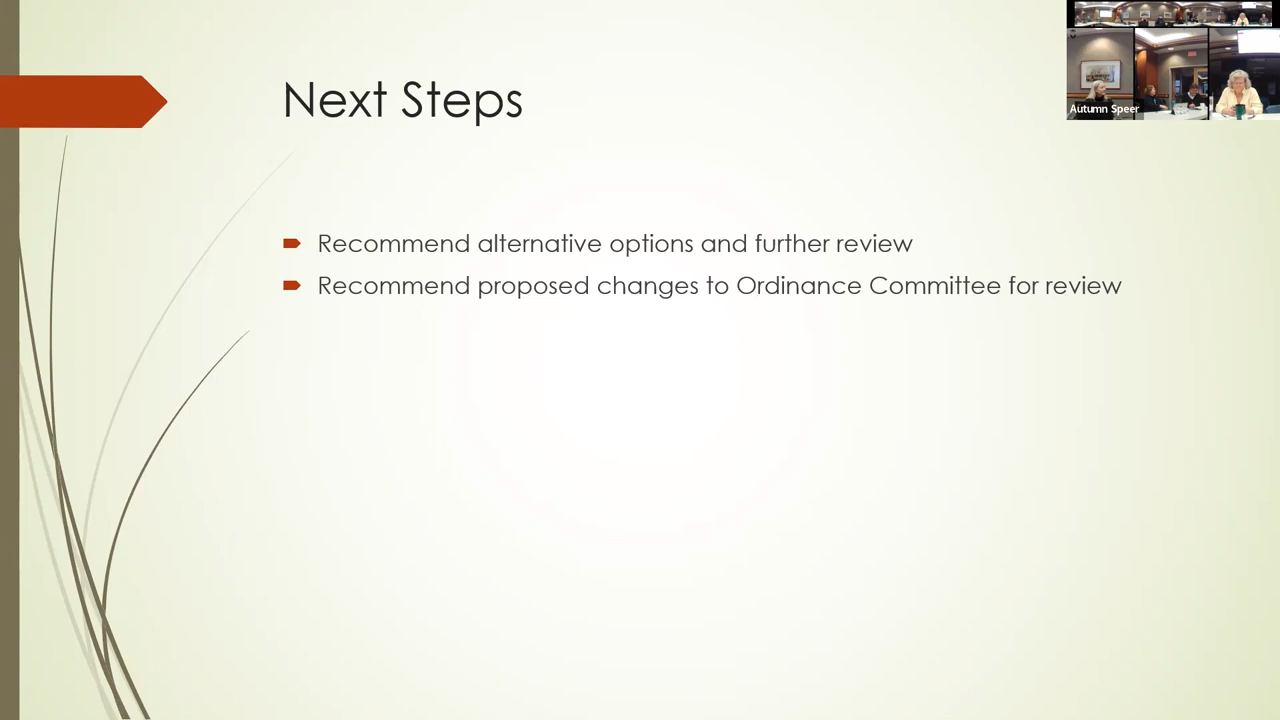 Next Steps
Recommend alternative options and further review
Recommend proposed changes to Ordinance Committee for review
Autumn Speer